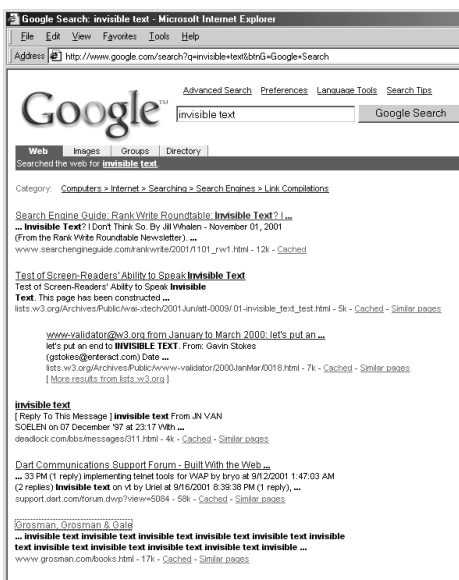 Google Search: invisible text - Microsoft Internet Explorer
File Edit View Favorites Tools Help
Address http://www.google.com/search?q=invisible+text&btnG=Google+Search
Advanced Search Preferences Language Tools Search Tips
Google™
invisible text Google Search
Web Images Groups Directory
Searched the web for invisible text.
Category: Computers > Internet > Searching > Search Engines > Link Compilations
Search Engine Guide: Rank Write Roundtable: Invisible Text? I ...
... Invisible Text? I Don't Think So. By Jill Whalen - November 01, 2001
(From the Rank Write Roundtable Newsletter). ...
www.searchengineguide.com/rankwrite/2001/1101_rw1.html - 12k - Cached
Test of Screen-Readers' Ability to Speak Invisible Text
Test of Screen-Readers' Ability to Speak Invisible
Text. This page has been constructed ...
lists.w3.org/Archives/Public/wai-xtech/2001Jun/att-0009/01-invisible_text_test.html - 5k - Cached - Similar pages
www-validator@w3.org from January to March 2000: let's put an ...
let's put an end to INVISIBLE TEXT. From: Gavin Stokes
(gstokes@enteract.com) Date ...
lists.w3.org/Archives/Public/www-validator/2000JanMar/0018.html - 7k - Cached - Similar pages
[ More results from lists.w3.org ]
invisible text
[ Reply To This Message ] invisible text From JN VAN
SOELEN on 07 December '97 at 23:17 With ...
deadlock.com/bbs/messages/311.html - 4k - Cached - Similar pages
Dart Communications Support Forum - Built With the Web ...
... 33 PM (1 reply) implementing telnet tools for WAP by bryo at 9/12/2001 1:47:03 AM
(2 replies) Invisible text on vt by Uriel at 9/16/2001 8:39:38 PM (1 reply), ...
support.dart.com/forum.dwp?view=5084 - 58k - Cached - Similar pages
Grosman, Grosman & Gale
... invisible text invisible text invisible text invisible text invisible text invisible
text invisible text invisible text invisible text invisible text invisible ...
www.grosman.com/books.html - 17k - Cached - Similar pages